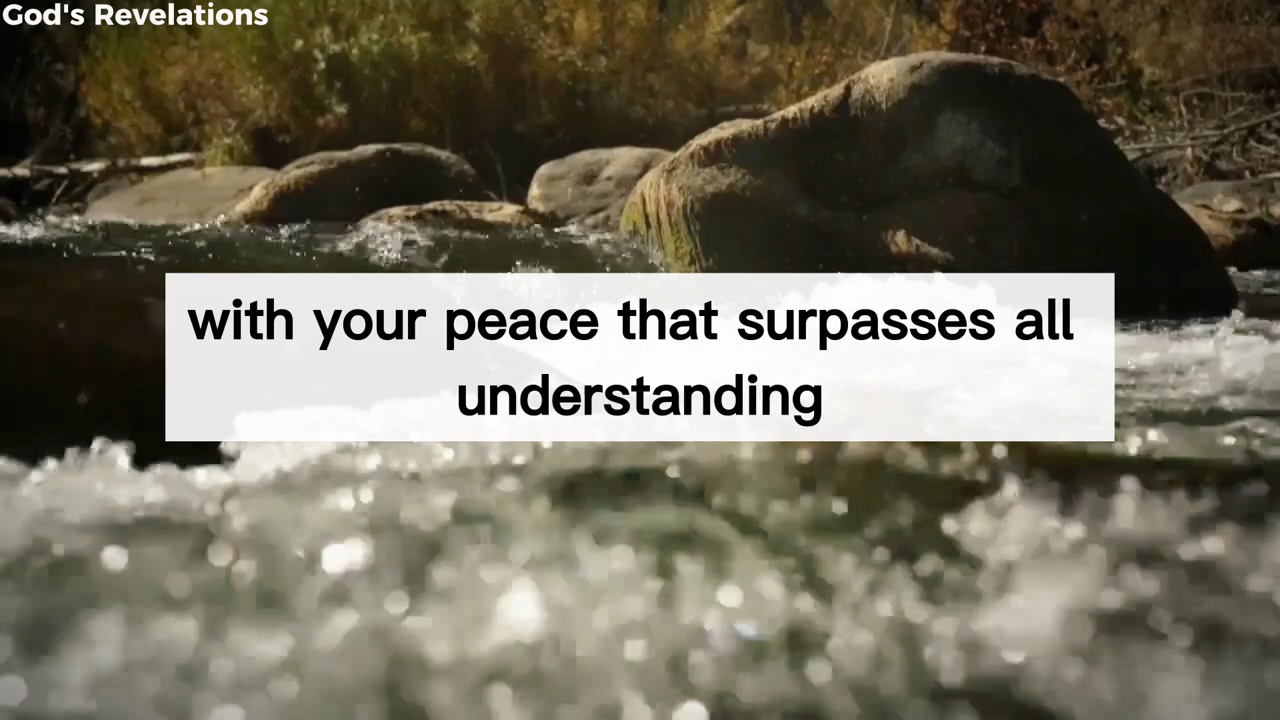 God's Revelations
with your peace that surpasses all
understanding